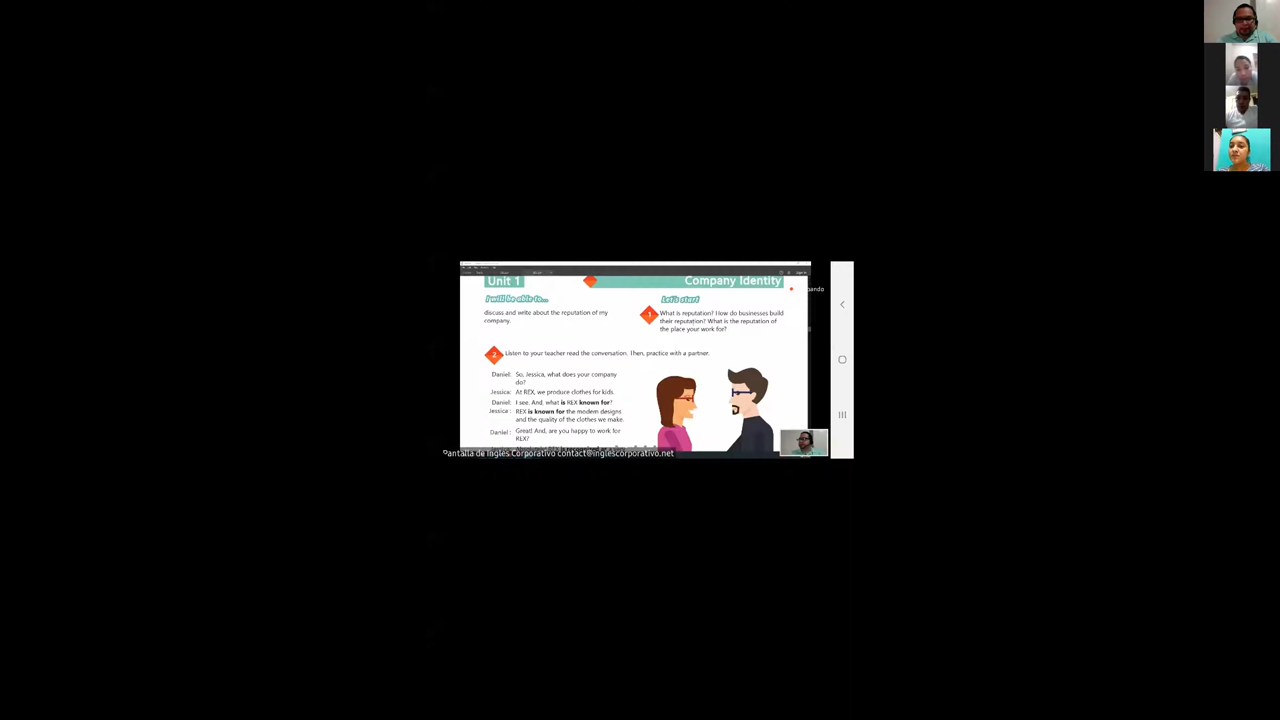 Unit 1
Company Identity
I will be able to...
Let's start
discuss and write about the reputation of my
company.
1
What is reputation? How do businesses build
their reputation? What is the reputation of
the place your work for?
2
Listen to your teacher read the conversation. Then, practice with a partner.
Daniel: So, Jessica, what does your company
do?
Jessica: At REX, we produce clothes for kids.
Daniel: I see. And, what is REX known for?
Jessica : REX is known for the modern designs
and the quality of the clothes we make.
Daniel : Great! And, are you happy to work for
REX?
Pantalla de Inglés Corporativo contact@inglescorporativo.net